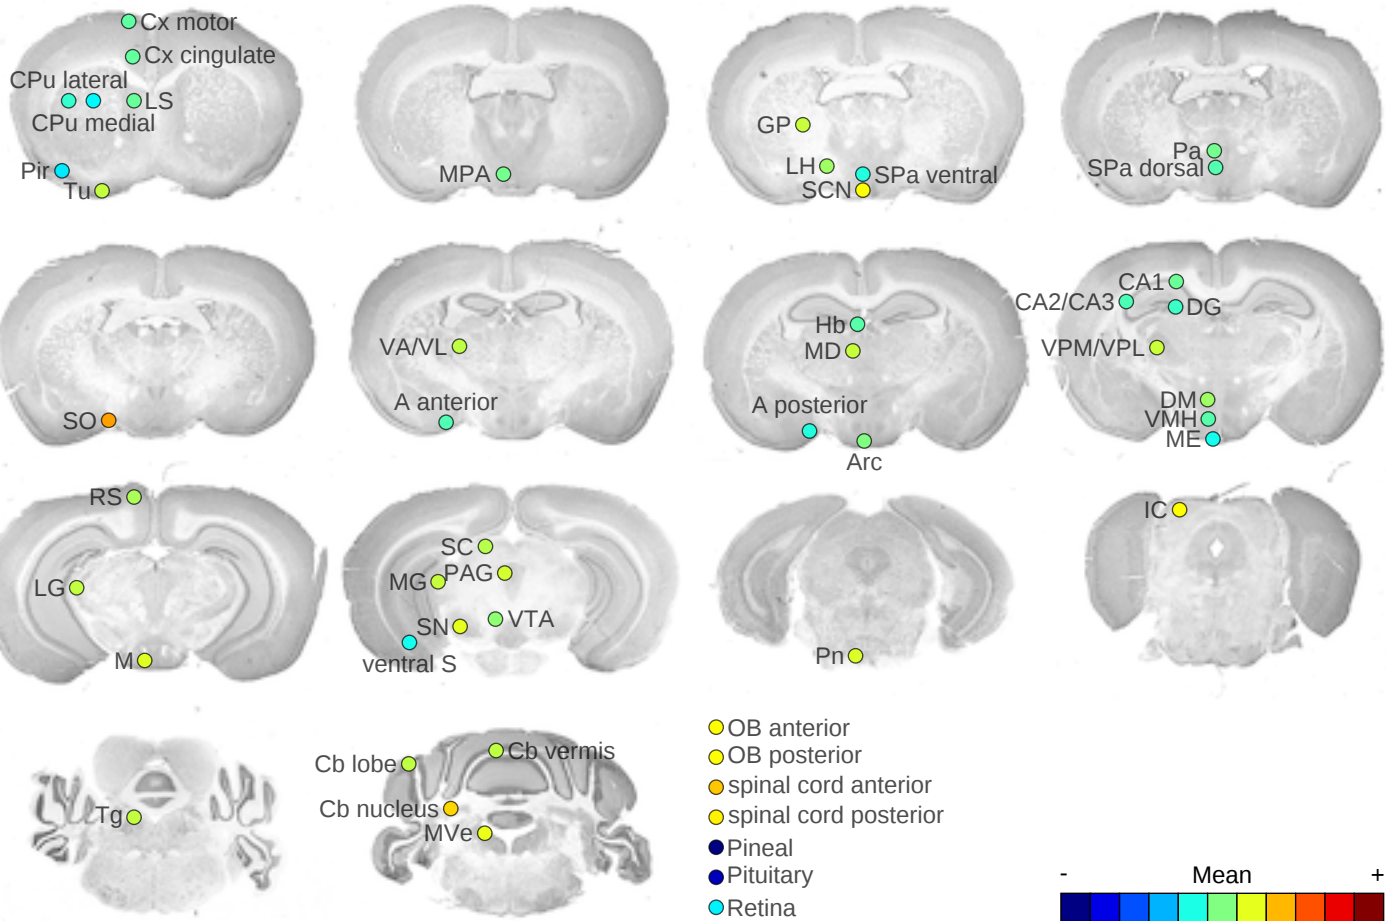 Cx motor
Cx cingulate
CPu lateral
LS
CPu medial
Pir
Tu
MPA
GP
LH
SPa ventral
SCN
Pa
SPa dorsal
SO
VA/VL
A anterior
Hb
MD
A posterior
Arc
CA1
CA2/CA3
DG
VPM/VPL
DM
VMH
ME
RS
LG
M
SC
MG
PAG
SN
VTA
ventral S
Pn
IC
Tg
Cb lobe
Cb vermis
Cb nucleus
MVe
OB anterior
OB posterior
spinal cord anterior
spinal cord posterior
Pineal
Pituitary
Retina
- Mean +